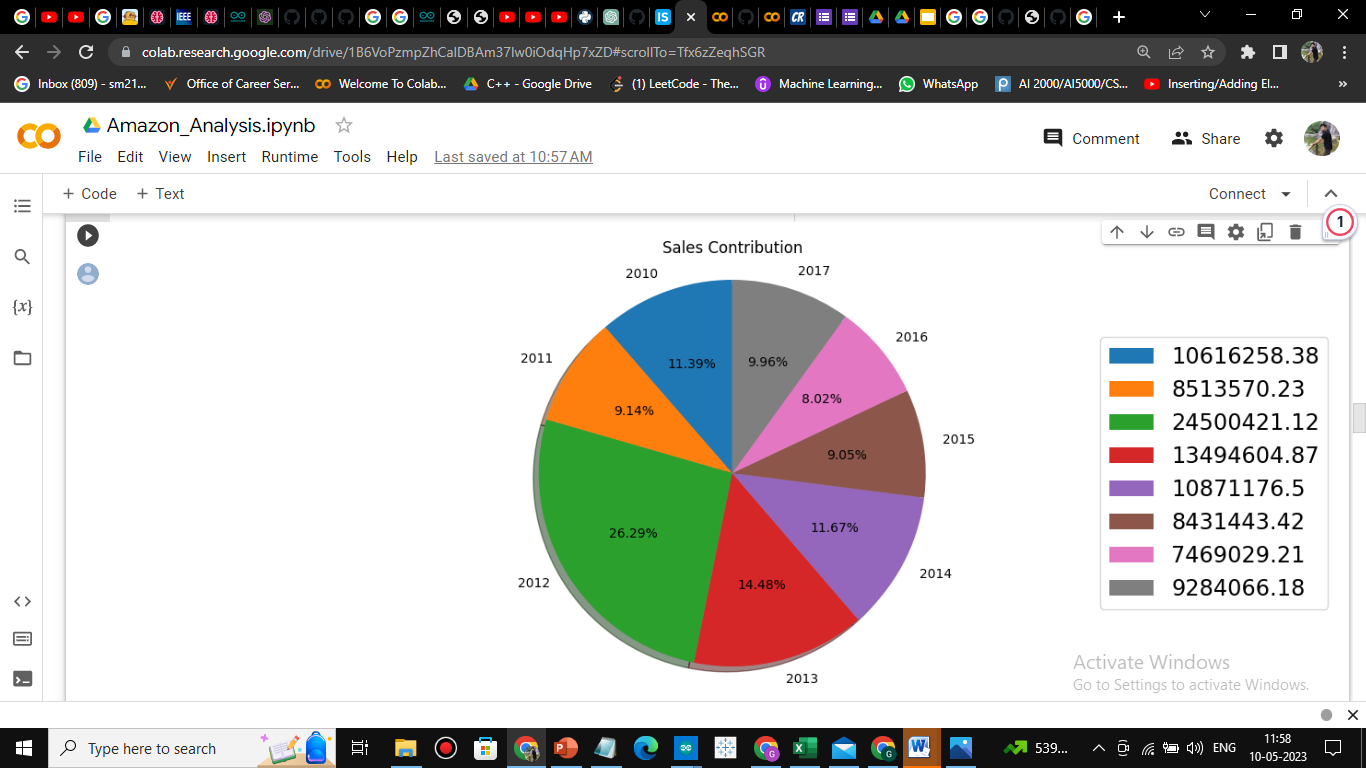 colab.research.google.com/drive/1B6VoPzmpZhCalDBAm37lw0iOdqHp7xZD#scrollTo=Tfx6zZeqhSGR
Inbox (809) - sm21... Office of Career Ser... Welcome To Colab... C++ - Google Drive (1) LeetCode - The... Machine Learning... WhatsApp AI 2000/AI5000/CS... Inserting/Adding El... »
Amazon_Analysis.ipynb
Comment Share
File Edit View Insert Runtime Tools Help Last saved at 10:57 AM
+ Code + Text Connect
1
{x}
Sales Contribution
2010
2017
2016
2011
2015
2014
2012
2013
11.39%
9.96%
8.02%
9.14%
9.05%
11.67%
26.29%
14.48%
10616258.38
8513570.23
24500421.12
13494604.87
10871176.5
8431443.42
7469029.21
9284066.18
Activate Windows
Go to Settings to activate Windows.
Type here to search
539... ENG
11:58
10-05-2023